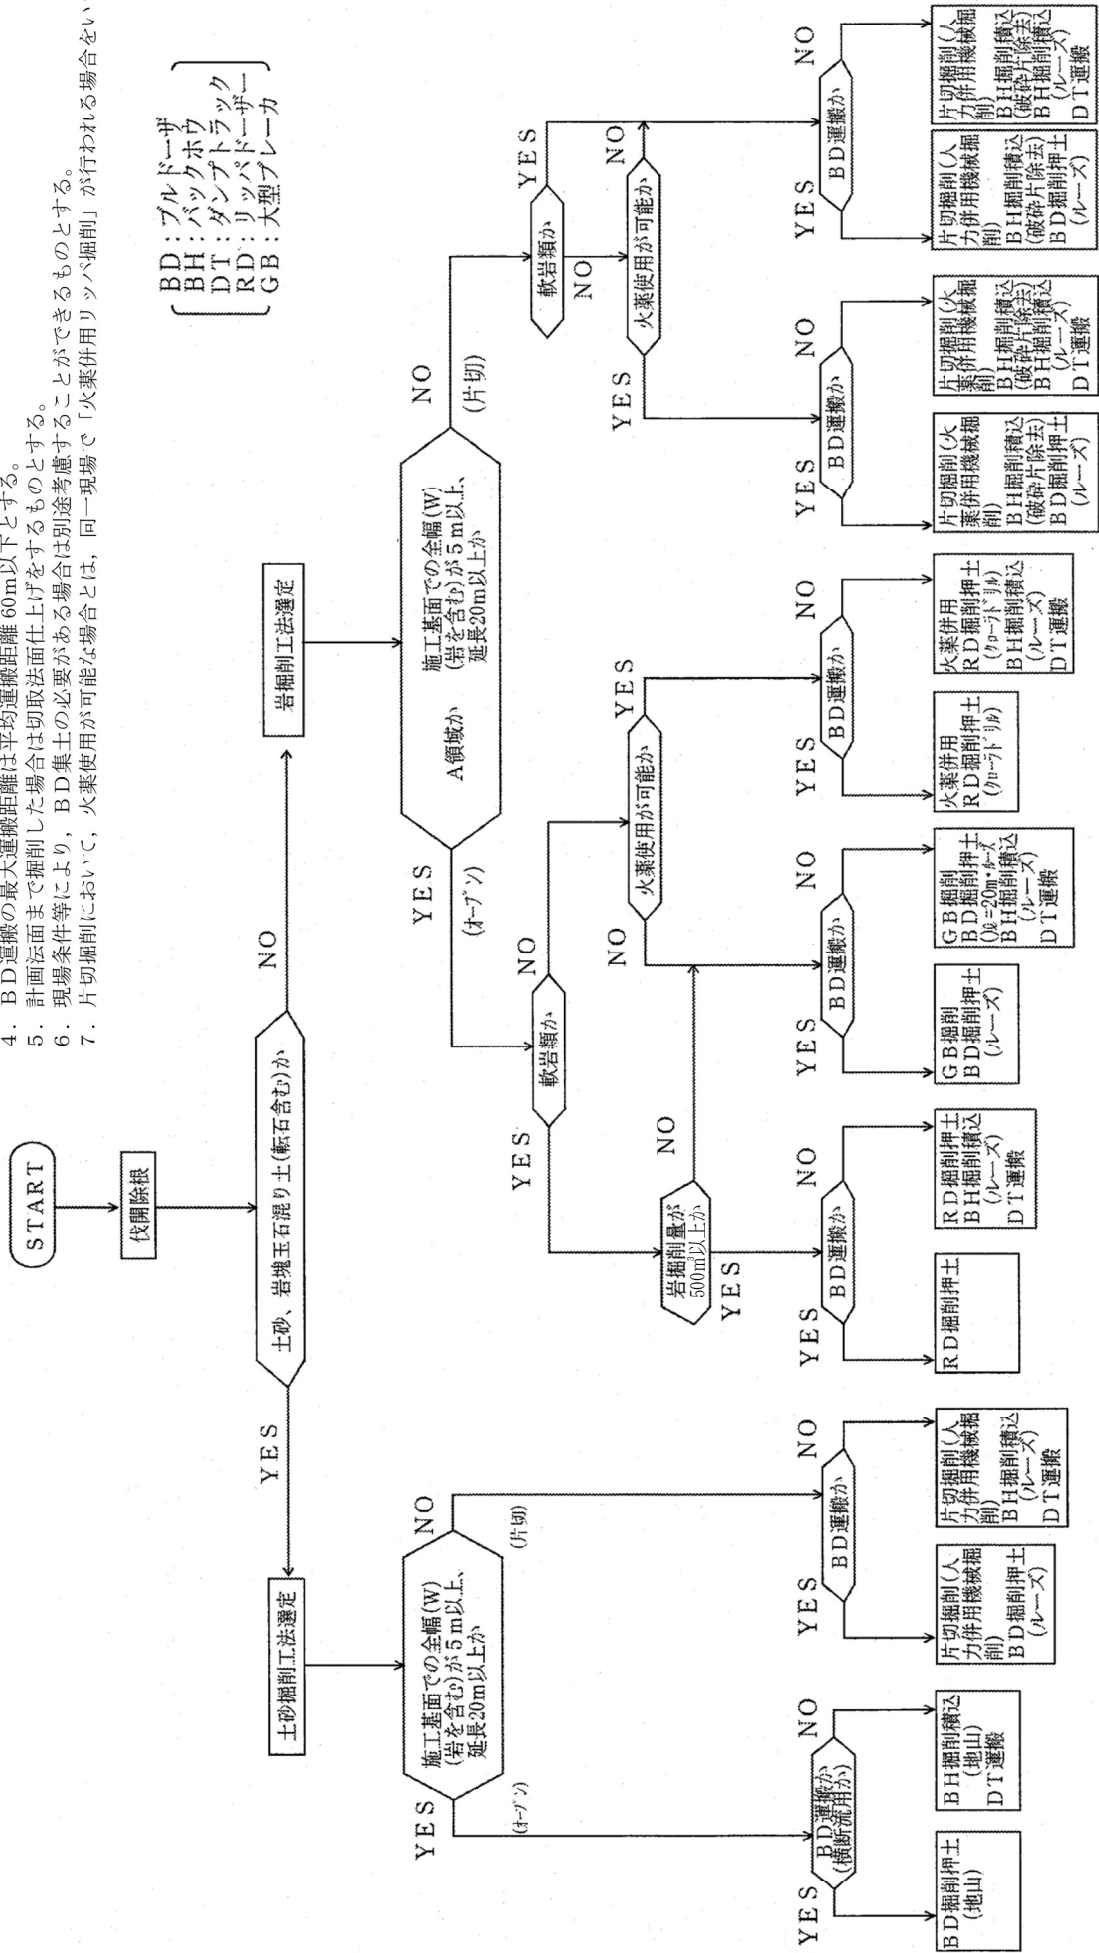 4．ＢＤ運搬の最大運搬距離は平均運搬距離60ｍ以下とする。
5．計画法面まで掘削した場合は切取法面仕上げをするものとする。
6．現場条件等により，ＢＤ集土の必要がある場合は別途考慮することができるものとする。
7．片切掘削において，火薬使用が可能な場合とは，同一現場で「火薬併用リッパ掘削」が行われる場合をい
BD：ブルドーザ
BH：バックホウ
DT：ダンプトラック
RD：リッパドーザー
GB：大型ブレーカ
START
伐開除根
土砂、岩塊玉石混り土(転石含む)か
YES
NO
土砂掘削工法選定
岩掘削工法選定
施工基面での全幅(W)
(岩を含む)が５ｍ以上、
延長20m以上か
YES
(ｵｰﾌﾟﾝ)
NO
(片切)
A領域か
施工基面での全幅(W)
(岩を含む)が５ｍ以上、
延長20m以上か
YES
(ｵｰﾌﾟﾝ)
NO
(片切)
軟岩類か
YES
NO
軟岩類か
NO
YES
岩掘削量が
500㎥以上か
YES
NO
火薬使用が可能か
NO
YES
火薬使用が可能か
YES
NO
BD運搬か
(横断流用か)
YES
NO
BD運搬か
YES
NO
BD運搬か
YES
NO
BD運搬か
YES
NO
BD運搬か
YES
NO
BD運搬か
YES
NO
BD運搬か
YES
NO
BD掘削押土
(地山)
BH掘削積込
(地山)
DT運搬
片切掘削(人
力併用機械掘
削)
BD掘削押土
(ルーズ)
片切掘削(人
力併用機械掘
削)
BH掘削積込
(ルーズ)
DT運搬
RD掘削押土
RD掘削押土
BH掘削積込
(ルーズ)
DT運搬
GB掘削
BD掘削押土
(ルーズ)
GB掘削
BD掘削押土
=20m・ﾙｰｽﾞ
BH掘削積込
(ルーズ)
DT運搬
火薬併用
RD掘削押土
(ｸﾛｰﾗﾄﾞﾘﾙ)
火薬併用
RD掘削押土
(ｸﾛｰﾗﾄﾞﾘﾙ)
BH掘削積込
(ルーズ)
DT運搬
片切掘削(火
薬併用機械掘
削)
BH掘削積込
(破砕片除去)
BD掘削押土
(ルーズ)
片切掘削(火
薬併用機械掘
削)
BH掘削積込
(破砕片除去)
BH掘削積込
(ルーズ)
DT運搬
片切掘削(人
力併用機械掘
削)
BH掘削積込
(破砕片除去)
BD掘削押土
(ルーズ)
片切掘削(人
力併用機械掘
削)
BH掘削積込
(破砕片除去)
BH掘削積込
(ルーズ)
DT運搬